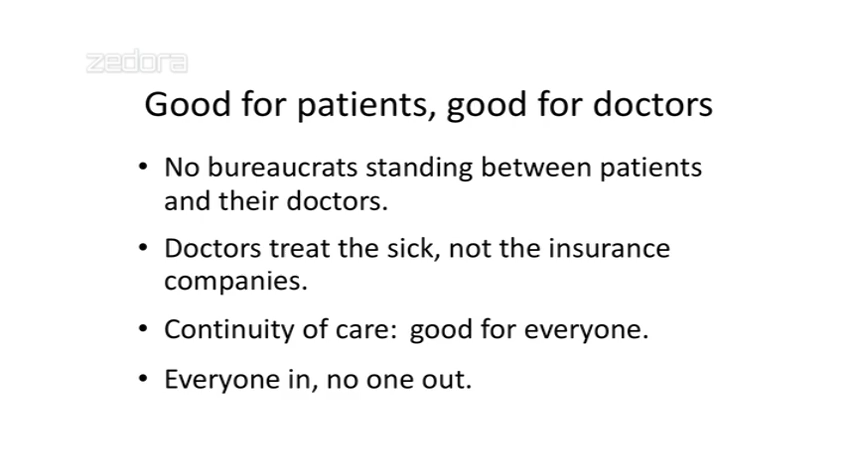 zedora
Good for patients, good for doctors
• No bureaucrats standing between patients
and their doctors.
• Doctors treat the sick, not the insurance
companies.
• Continuity of care:  good for everyone.
• Everyone in, no one out.